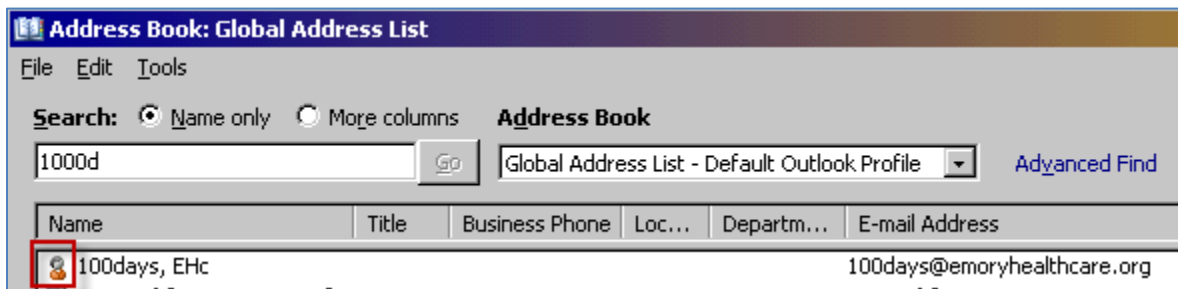 Address Book: Global Address List
File Edit Tools
Search: Name only More columns Address Book
1000d Go Global Address List - Default Outlook Profile Advanced Find
Name Title Business Phone Loc... Departm... E-mail Address
100days, EHc 100days@emoryhealthcare.org